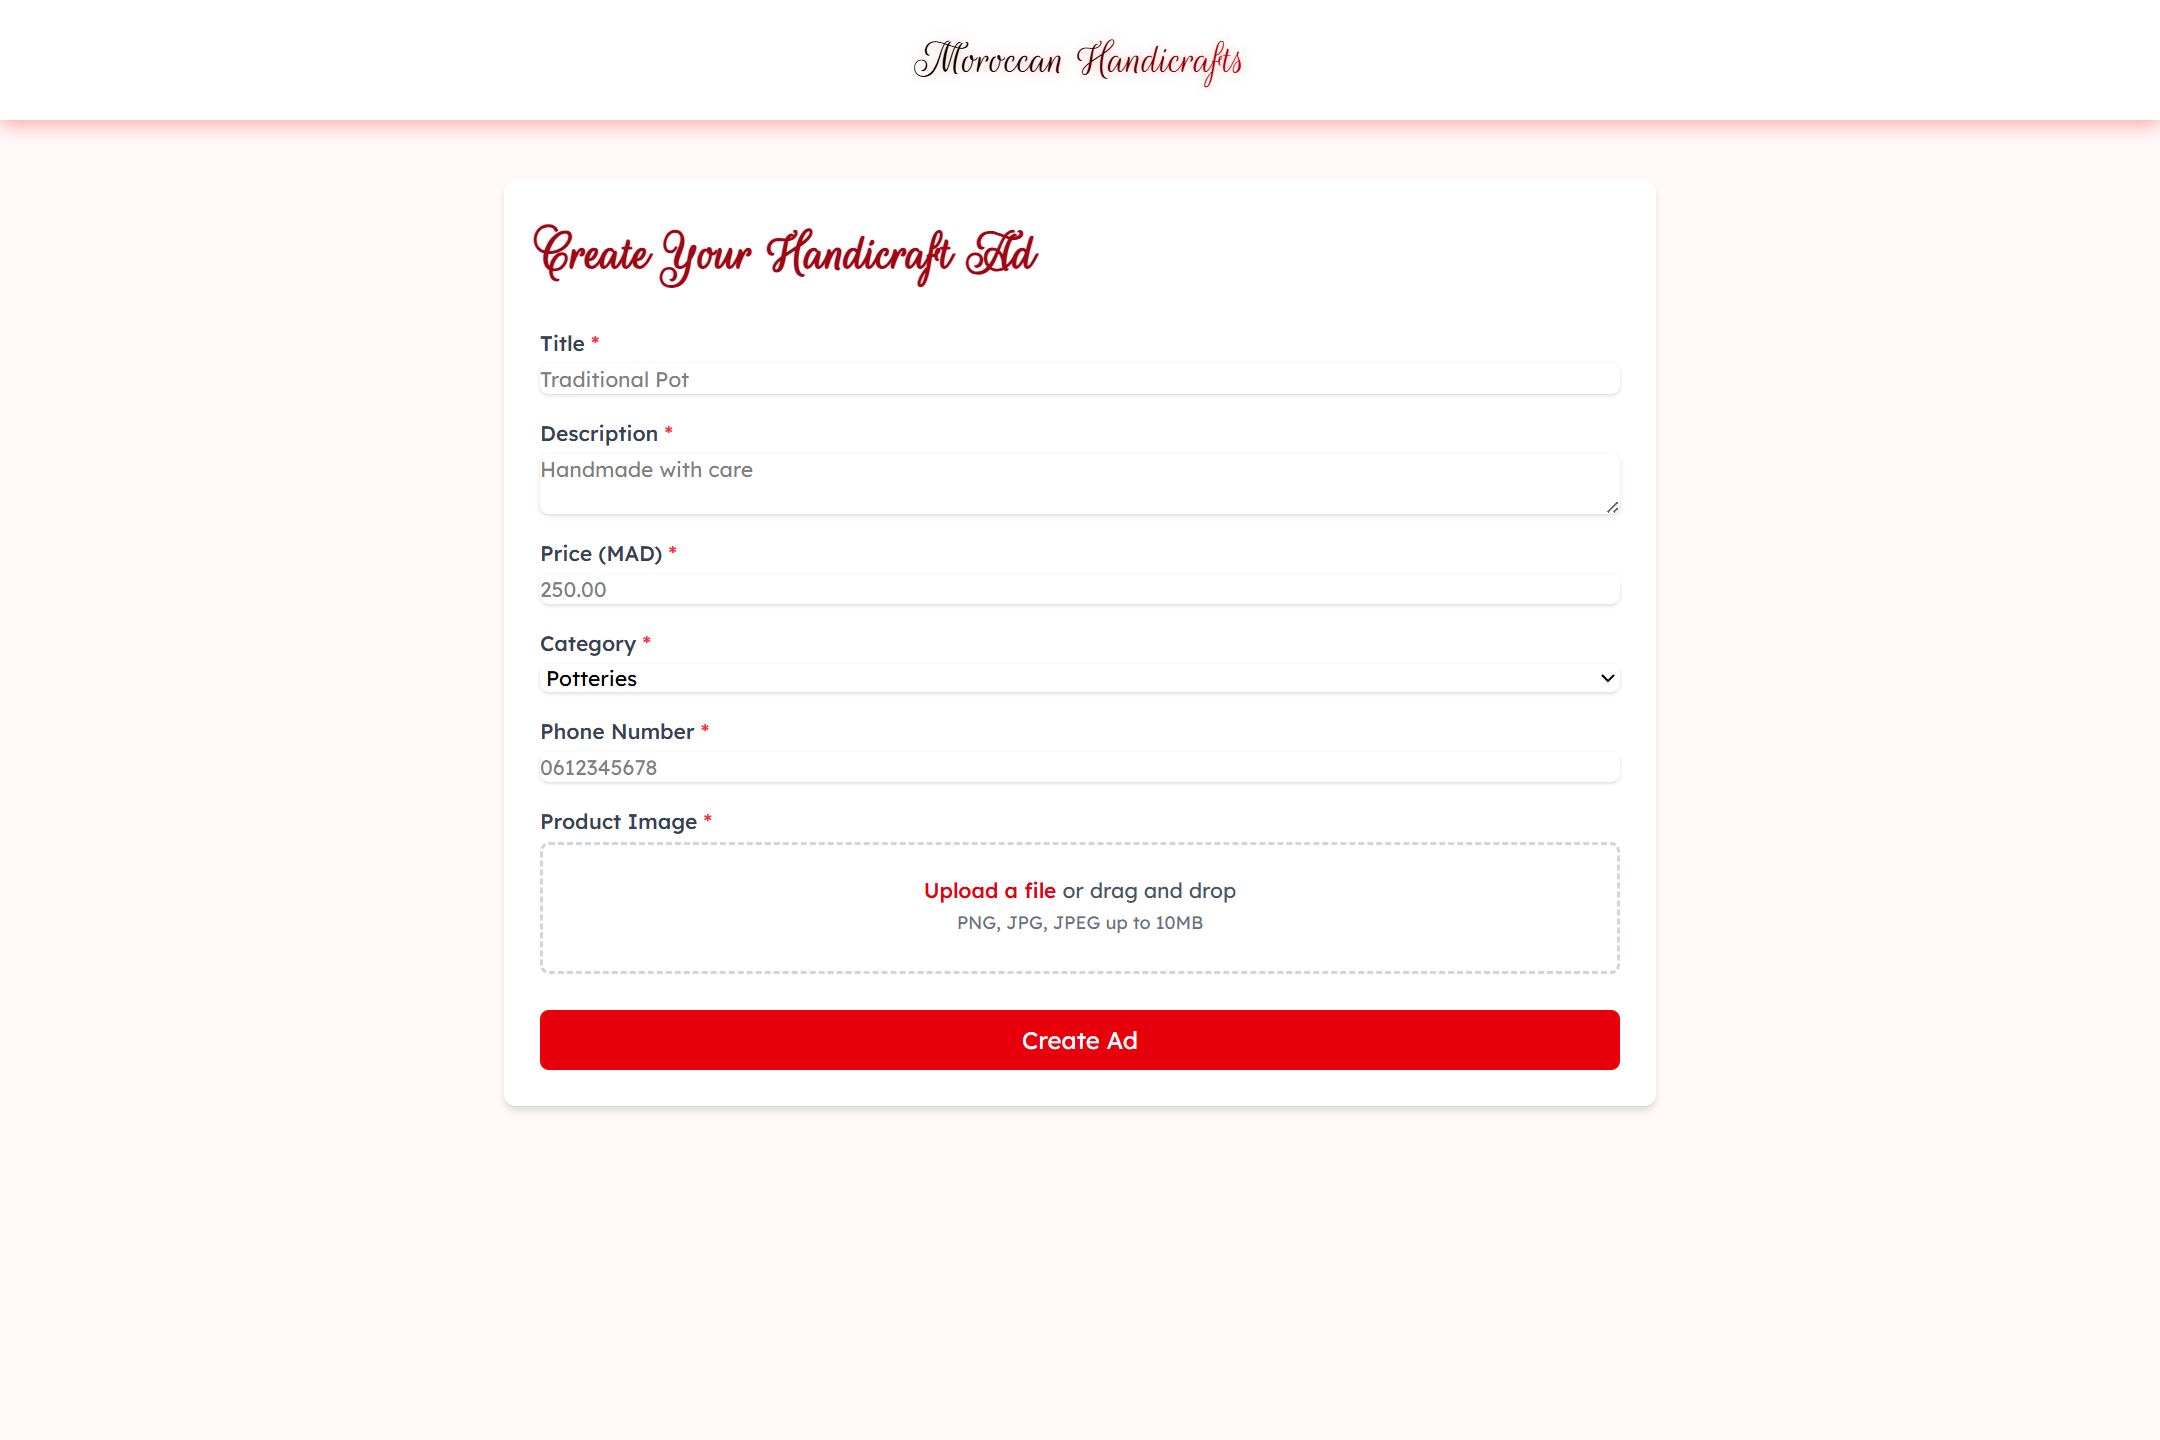 Moroccan Handicrafts
Create Your Handicraft Ad
Title *
Traditional Pot
Description *
Handmade with care
Price (MAD) *
250.00
Category *
Potteries
Phone Number *
0612345678
Product Image *
Upload a file or drag and drop
PNG, JPG, JPEG up to 10MB
Create Ad